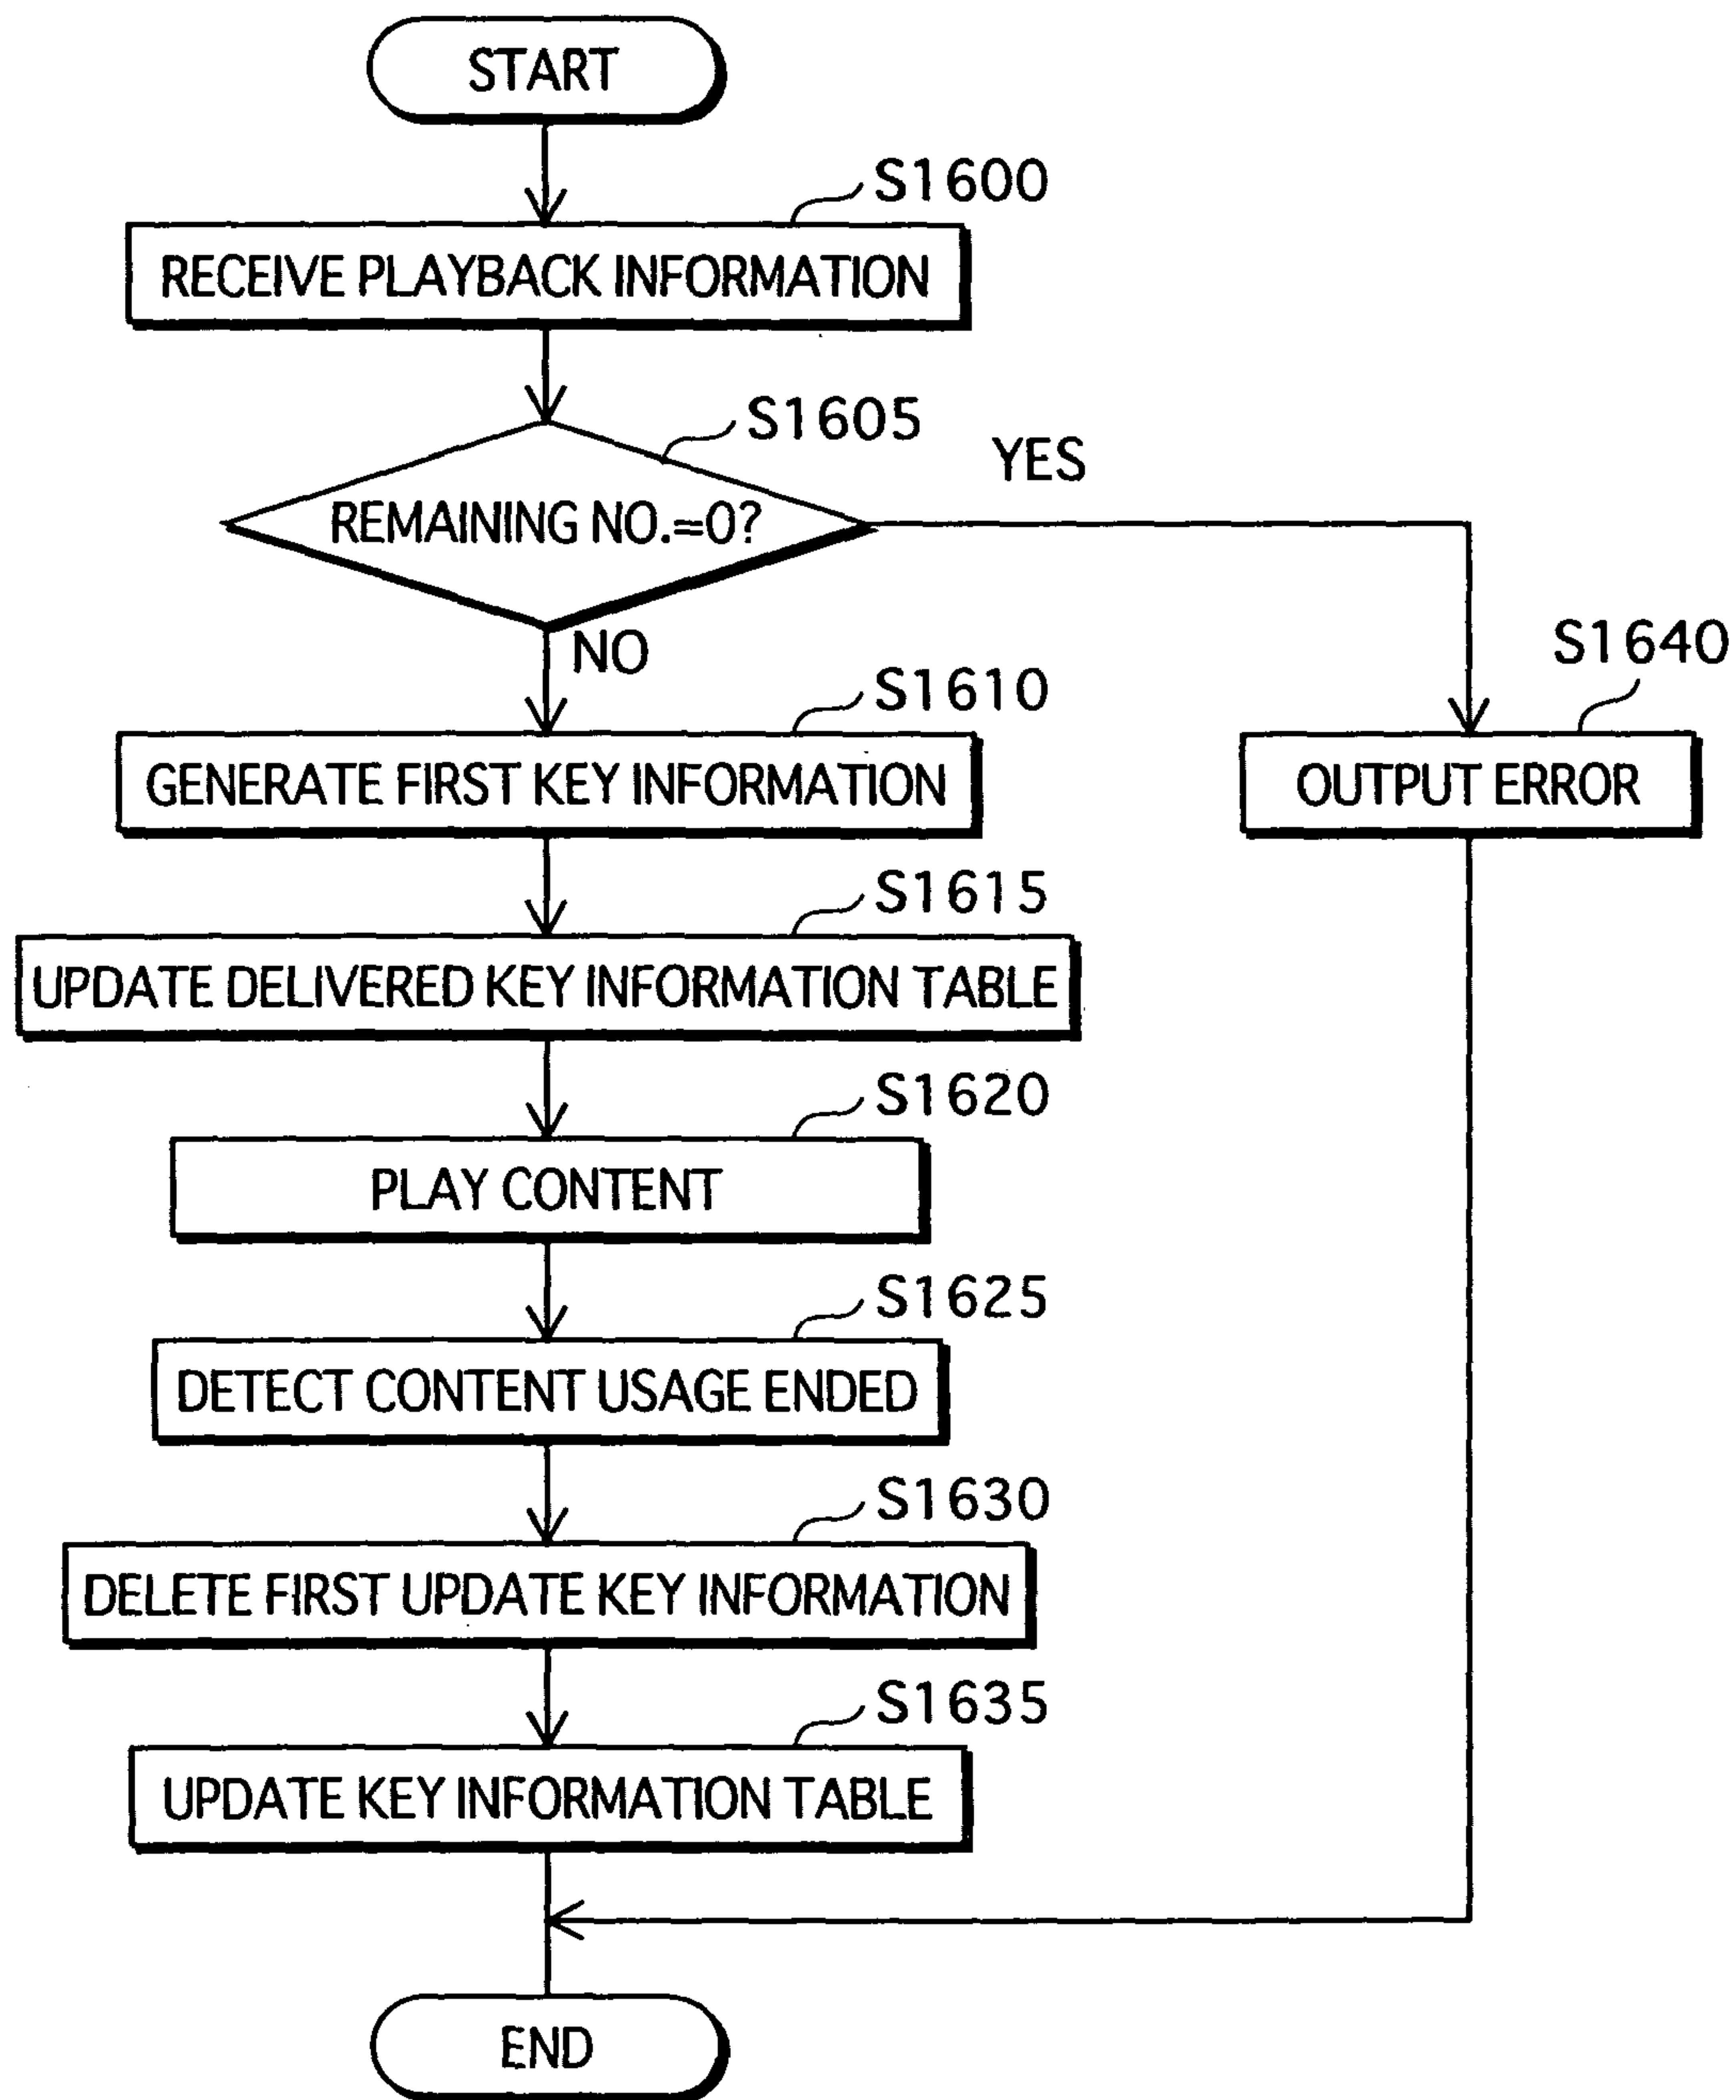 START
S1600
RECEIVE PLAYBACK INFORMATION
S1605
YES
REMAINING NO.=0?
NO
S1640
S1610
GENERATE FIRST KEY INFORMATION
OUTPUT ERROR
S1615
UPDATE DELIVERED KEY INFORMATION TABLE
S1620
PLAY CONTENT
S1625
DETECT CONTENT USAGE ENDED
S1630
DELETE FIRST UPDATE KEY INFORMATION
S1635
UPDATE KEY INFORMATION TABLE
END